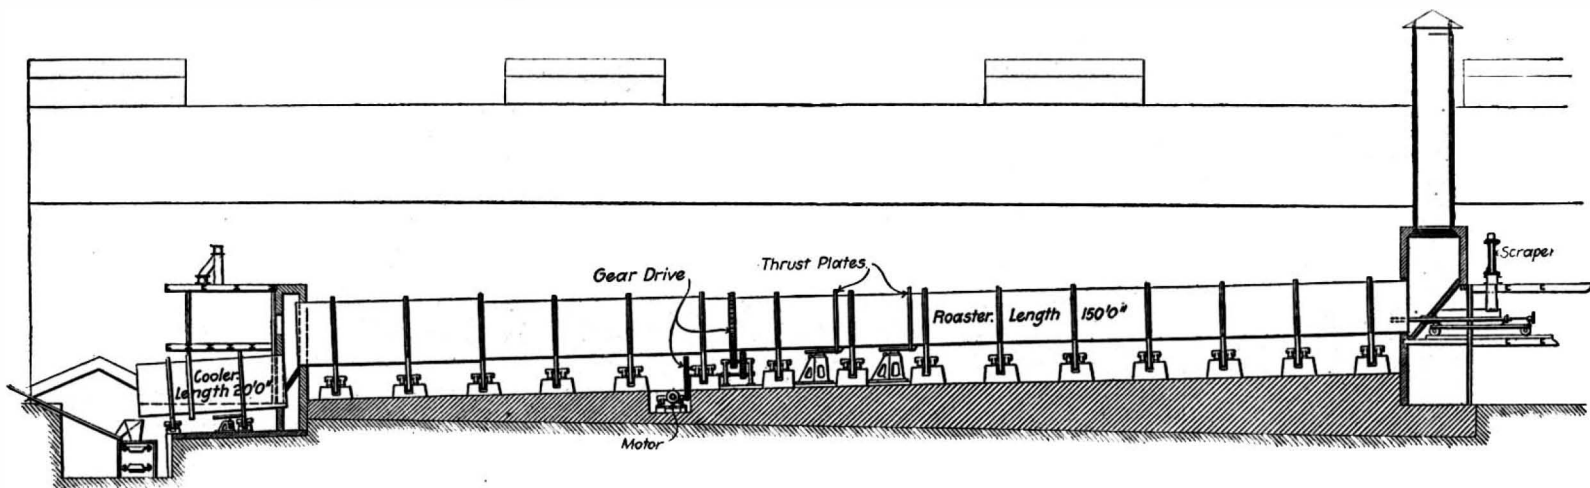 Gear Drive
Thrust Plates.
Scraper
Roaster. Length 150'0"
Cooler.
Length 20'0"
Motor